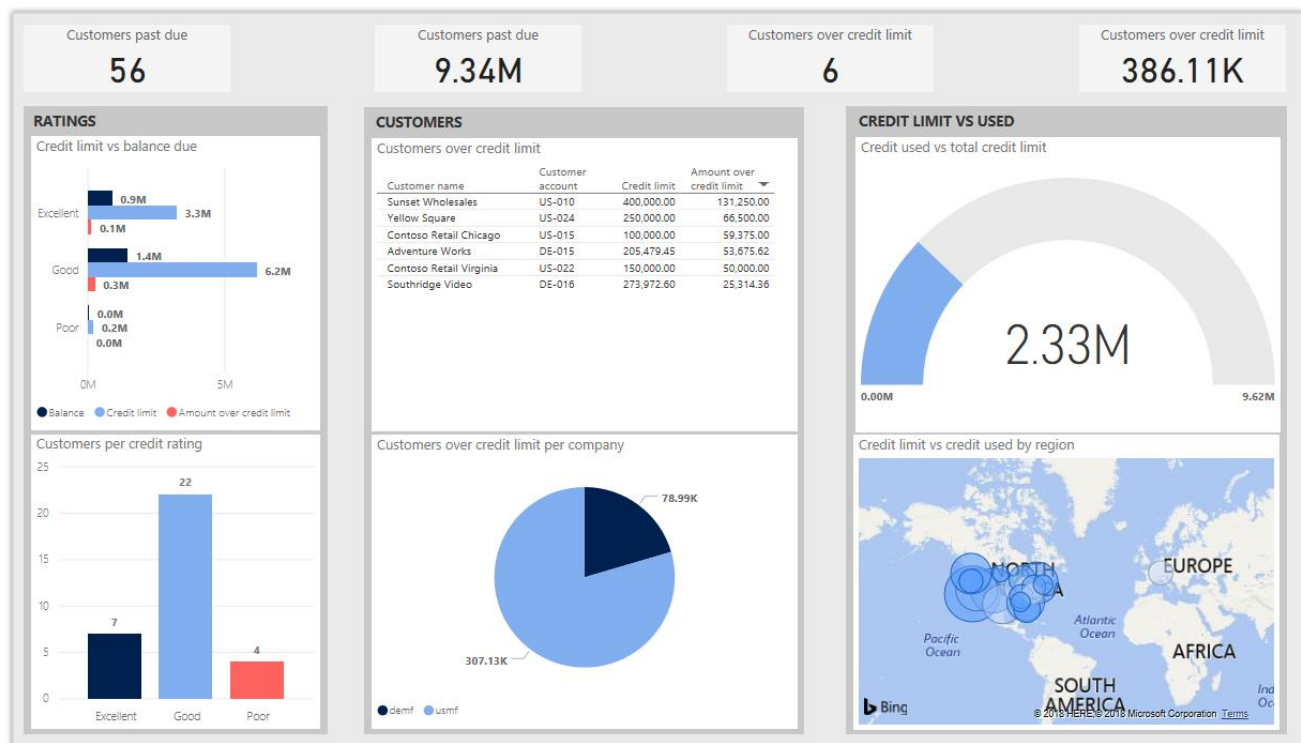 Customers past due
56
Customers past due
9.34M
Customers over credit limit
6
Customers over credit limit
386.11K
RATINGS
Credit limit vs balance due
Excellent
0.9M
3.3M
0.1M
Good
1.4M
6.2M
0.3M
Poor
0.0M
0.2M
0.0M
0M 5M
Balance Credit limit Amount over credit limit
Customers per credit rating
25
20
15
10
5
0
7
22
4
Excellent Good Poor
CUSTOMERS
Customers over credit limit
Customer name Customer account Credit limit Amount over credit limit
Sunset Wholesales US-010 400,000.00 131,250.00
Yellow Square US-024 250,000.00 66,500.00
Contoso Retail Chicago US-015 100,000.00 59,375.00
Adventure Works DE-015 205,479.45 53,675.62
Contoso Retail Virginia US-022 150,000.00 50,000.00
Southridge Video DE-016 273,972.60 25,314.36
Customers over credit limit per company
78.99K
307.13K
demf usmf
CREDIT LIMIT VS USED
Credit used vs total credit limit
2.33M
0.00M 9.62M
Credit limit vs credit used by region
NORTH
EUROPE
Atlantic
Ocean
Pacific
Ocean
AFRICA
SOUTH
AMERICA
Bing
© 2018 HERE,© 2018 Microsoft Corporation Terms